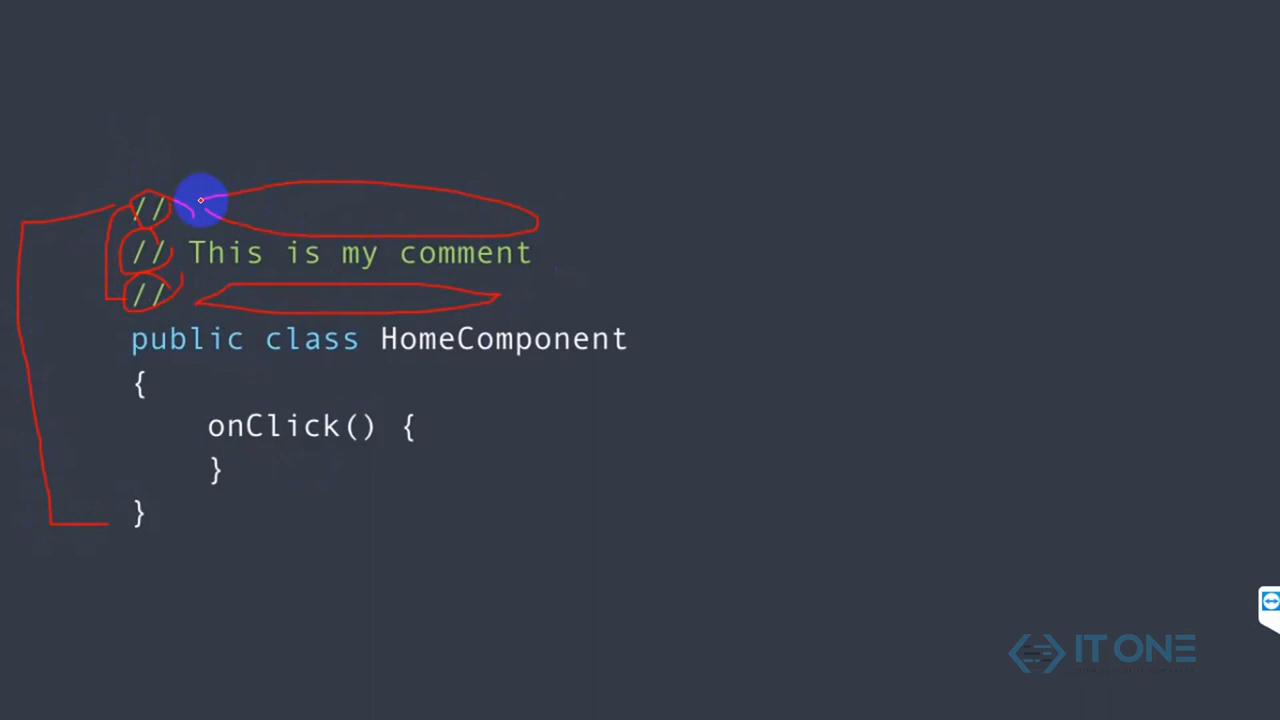 //
// This is my comment
//
public class HomeComponent
{
onClick() {
}
}
IT ONE